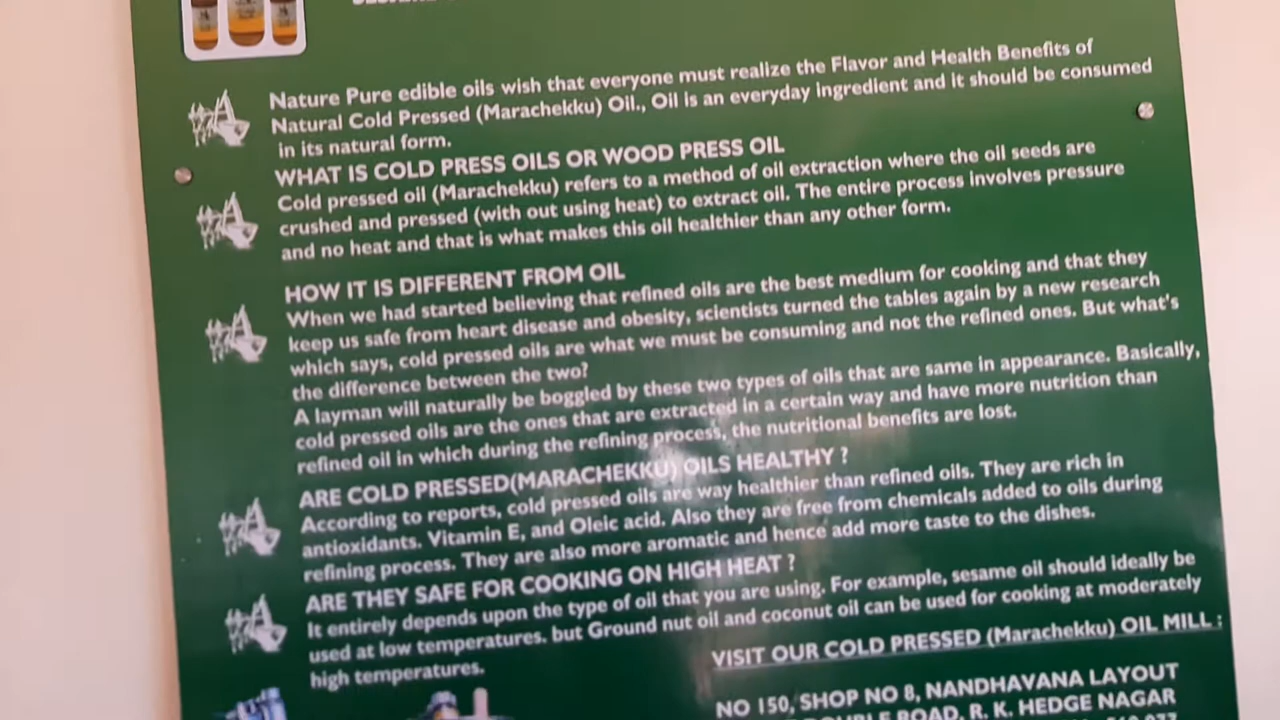 Nature Pure edible oils wish that everyone must realize the Flavor and Health Benefits of
Natural Cold Pressed (Marachekku) Oil., Oil is an everyday ingredient and it should be consumed
in its natural form.
WHAT IS COLD PRESS OILS OR WOOD PRESS OIL
Cold pressed oil (Marachekku) refers to a method of oil extraction where the oil seeds are
crushed and pressed (with out using heat) to extract oil. The entire process involves pressure
and no heat and that is what makes this oil healthier than any other form.
HOW IT IS DIFFERENT FROM OIL
When we had started believing that refined oils are the best medium for cooking and that they
keep us safe from heart disease and obesity, scientists turned the tables again by a new research
which says, cold pressed oils are what we must be consuming and not the refined ones. But what's
the difference between the two?
A layman will naturally be boggled by these two types of oils that are same in appearance. Basically,
cold pressed oils are the ones that are extracted in a certain way and have more nutrition than
refined oil in which during the refining process, the nutritional benefits are lost.
ARE COLD PRESSED(MARACHEKKU) OILS HEALTHY ?
According to reports, cold pressed oils are way healthier than refined oils. They are rich in
antioxidants. Vitamin E, and Oleic acid. Also they are free from chemicals added to oils during
refining process. They are also more aromatic and hence add more taste to the dishes.
ARE THEY SAFE FOR COOKING ON HIGH HEAT ?
It entirely depends upon the type of oil that you are using. For example, sesame oil should ideally be
used at low temperatures. but Ground nut oil and coconut oil can be used for cooking at moderately
high temperatures.
VISIT OUR COLD PRESSED (Marachekku) OIL MILL :
NO 150, SHOP NO 8, NANDHAVANA LAYOUT
DOUBLE ROAD, R. K. HEDGE NAGAR